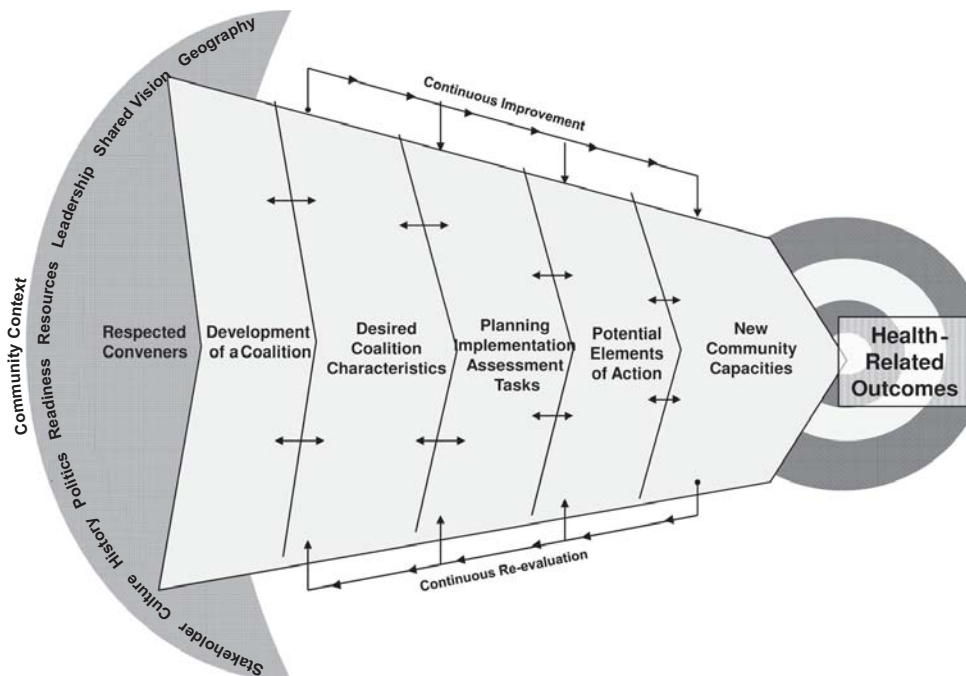 Community Context
Stakeholder Culture History Politics Readiness Resources Leadership Shared Vision Geography
Continuous Improvement
Respected
Conveners
Development
of a Coalition
Desired
Coalition
Characteristics
Planning
Implementation
Assessment
Tasks
Potential
Elements
of Action
New
Community
Capacities
Health-
Related
Outcomes
Continuous Re-evaluation